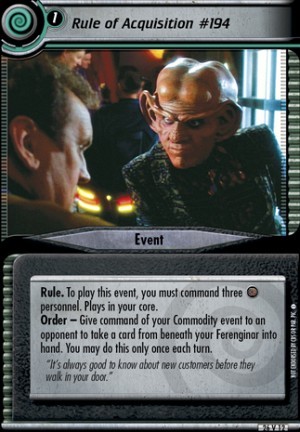 1
Rule of Acquisition #194
Event
Rule. To play this event, you must command three
personnel. Plays in your core.
Order – Give command of your Commodity event to an
opponent to take a card from beneath your Ferenginar into
hand. You may do this only once each turn.
"It's always good to know about new customers before they
walk in your door."